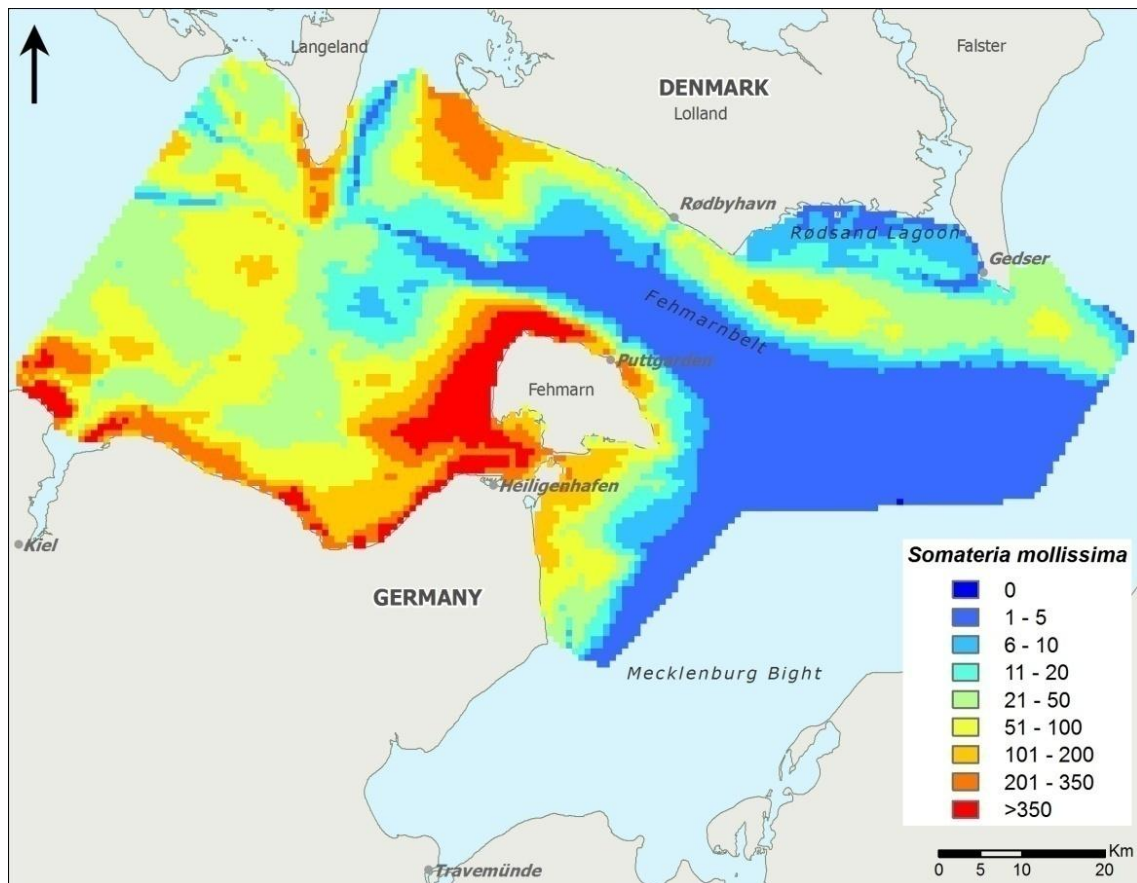 Langeland
Falster
DENMARK
Lolland
Rødbyhavn
Rødsand Lagoon
Gedser
Fehmarnbelt
Puttgarden
Fehmarn
Heiligenhafen
Kiel
GERMANY
Mecklenburg Bight
Travemünde
Somateria mollissima
0
1 - 5
6 - 10
11 - 20
21 - 50
51 - 100
101 - 200
201 - 350
>350
Km
0 5 10 20